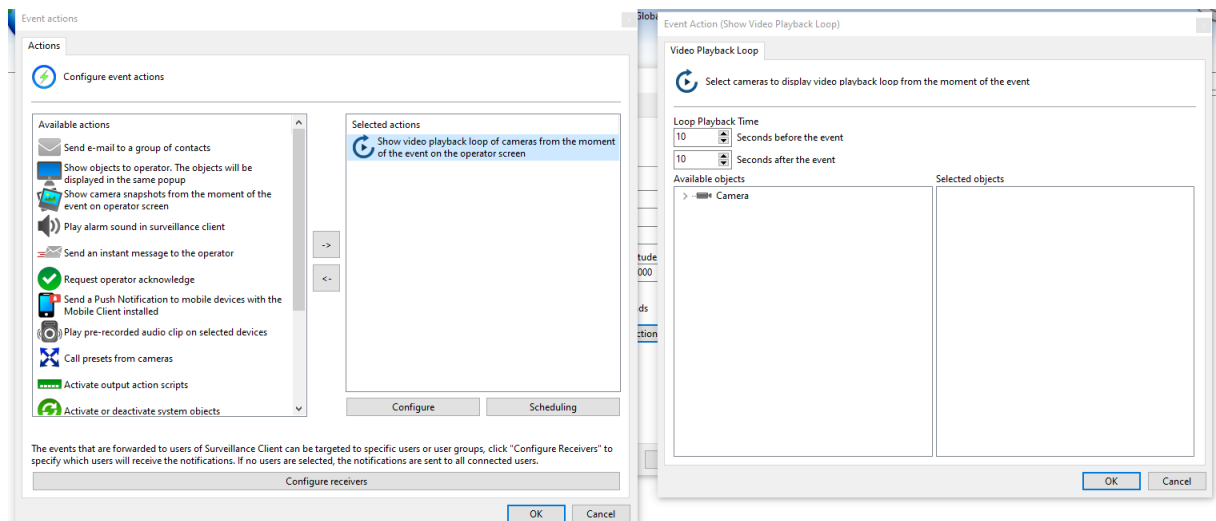 Event actions
Actions
Configure event actions
Available actions
Send e-mail to a group of contacts
Show objects to operator. The objects will be
displayed in the same popup
Show camera snapshots from the moment of the
event on operator screen
Play alarm sound in surveillance client
Send an instant message to the operator
Request operator acknowledge
Send a Push Notification to mobile devices with the
Mobile Client installed
Play pre-recorded audio clip on selected devices
Call presets from cameras
Activate output action scripts
Activate or deactivate system objects
->
<-
Selected actions
Show video playback loop of cameras from the moment
of the event on the operator screen
Configure
Scheduling
The events that are forwarded to users of Surveillance Client can be targeted to specific users or user groups, click "Configure Receivers" to
specify which users will receive the notifications. If no users are selected, the notifications are sent to all connected users.
Configure receivers
OK
Cancel
Globa
tude
000
ds
ction
Event Action (Show Video Playback Loop)
Video Playback Loop
Select cameras to display video playback loop from the moment of the event
Loop Playback Time
10 Seconds before the event
10 Seconds after the event
Available objects
Selected objects
Camera
OK
Cancel